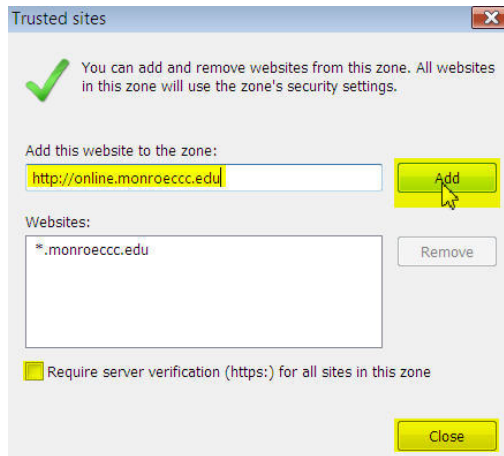 Trusted sites
You can add and remove websites from this zone. All websites
in this zone will use the zone's security settings.
Add this website to the zone:
http://online.monroeccc.edu
Add
Websites:
*.monroeccc.edu
Remove
Require server verification (https:) for all sites in this zone
Close